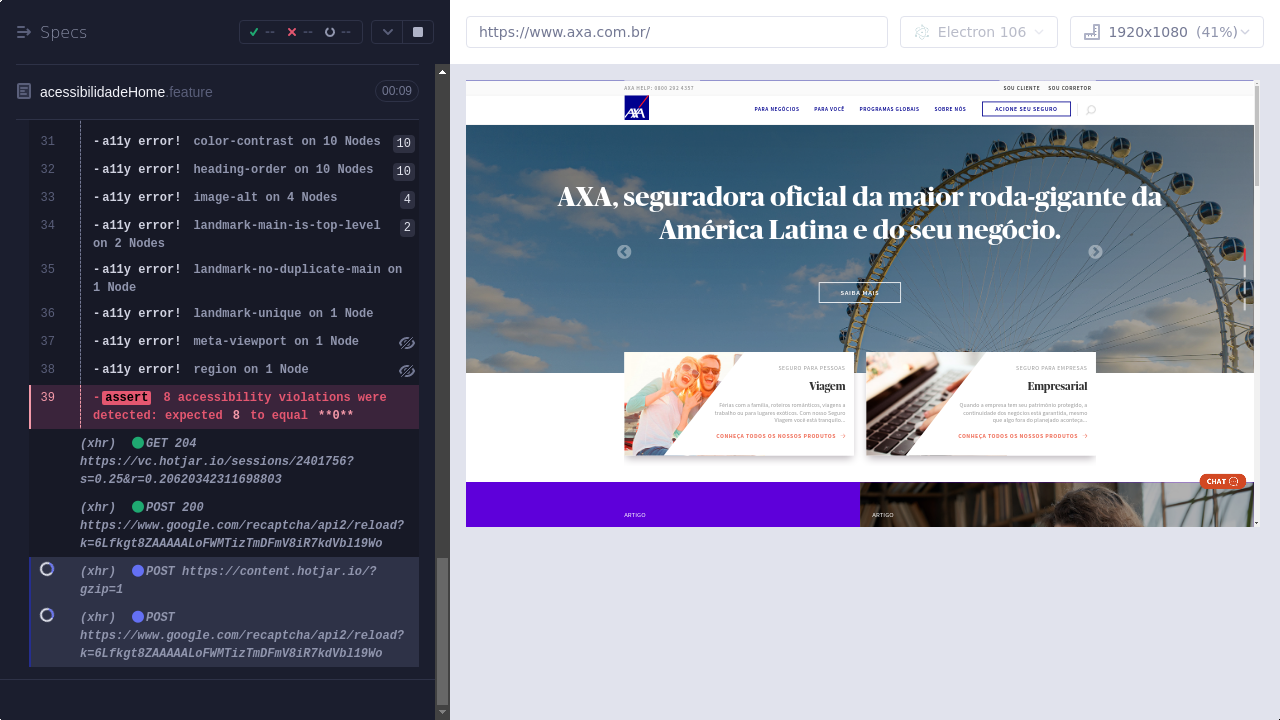 Specs
--
--
--
acessibilidadeHome.feature
00:09
31 -a11y error! color-contrast on 10 Nodes 10
32 -a11y error! heading-order on 10 Nodes 10
33 -a11y error! image-alt on 4 Nodes 4
34 -a11y error! landmark-main-is-top-level 2
on 2 Nodes
35 -a11y error! landmark-no-duplicate-main on
1 Node
36 -a11y error! landmark-unique on 1 Node
37 -a11y error! meta-viewport on 1 Node
38 -a11y error! region on 1 Node
39 -assert 8 accessibility violations were
detected: expected 8 to equal **0**
(xhr) GET 204
https://vc.hotjar.io/sessions/2401756?
s=0.25&r=0.20620342311698803
(xhr) POST 200
https://www.google.com/recaptcha/api2/reload?
k=6Lfkgt8ZAAAAALoFWMTizTmDFmV8iR7kdVbl19Wo
(xhr) POST https://content.hotjar.io/?
gzip=1
(xhr) POST
https://www.google.com/recaptcha/api2/reload?
k=6Lfkgt8ZAAAAALoFWMTizTmDFmV8iR7kdVbl19Wo
https://www.axa.com.br/
Electron 106
1920x1080 (41%)
AXA HELP: 0800 292 4357
SOU CLIENTE SOU CORRETOR
AXA
PARA NEGÓCIOS PARA VOCÊ PROGRAMAS GLOBAIS SOBRE NÓS ACIONE SEU SEGURO
AXA, seguradora oficial da maior roda-gigante da
América Latina e do seu negócio.
SAIBA MAIS
SEGURO PARA PESSOAS
Viagem
Férias com a família, roteiros românticos, viagens a
trabalho ou para lugares exóticos. Com nosso Seguro
Viagem você está tranquilo...
CONHEÇA TODOS OS NOSSOS PRODUTOS
SEGURO PARA EMPRESAS
Empresarial
Quando a empresa tem seu patrimônio protegido, a
continuidade dos negócios está garantida, mesmo
que algo fora do planejado aconteça...
CONHEÇA TODOS OS NOSSOS PRODUTOS
CHAT
ARTIGO
ARTIGO